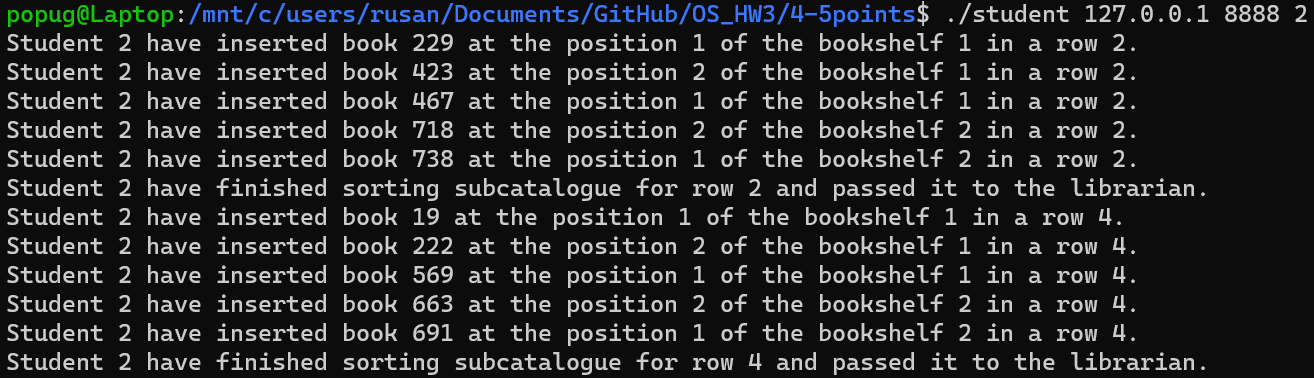 popug@Laptop:/mnt/c/users/rusan/Documents/GitHub/OS_HW3/4-5points$ ./student 127.0.0.1 8888 2
Student 2 have inserted book 229 at the position 1 of the bookshelf 1 in a row 2.
Student 2 have inserted book 423 at the position 2 of the bookshelf 1 in a row 2.
Student 2 have inserted book 467 at the position 1 of the bookshelf 1 in a row 2.
Student 2 have inserted book 718 at the position 2 of the bookshelf 2 in a row 2.
Student 2 have inserted book 738 at the position 1 of the bookshelf 2 in a row 2.
Student 2 have finished sorting subcatalogue for row 2 and passed it to the librarian.
Student 2 have inserted book 19 at the position 1 of the bookshelf 1 in a row 4.
Student 2 have inserted book 222 at the position 2 of the bookshelf 1 in a row 4.
Student 2 have inserted book 569 at the position 1 of the bookshelf 1 in a row 4.
Student 2 have inserted book 663 at the position 2 of the bookshelf 2 in a row 4.
Student 2 have inserted book 691 at the position 1 of the bookshelf 2 in a row 4.
Student 2 have finished sorting subcatalogue for row 4 and passed it to the librarian.